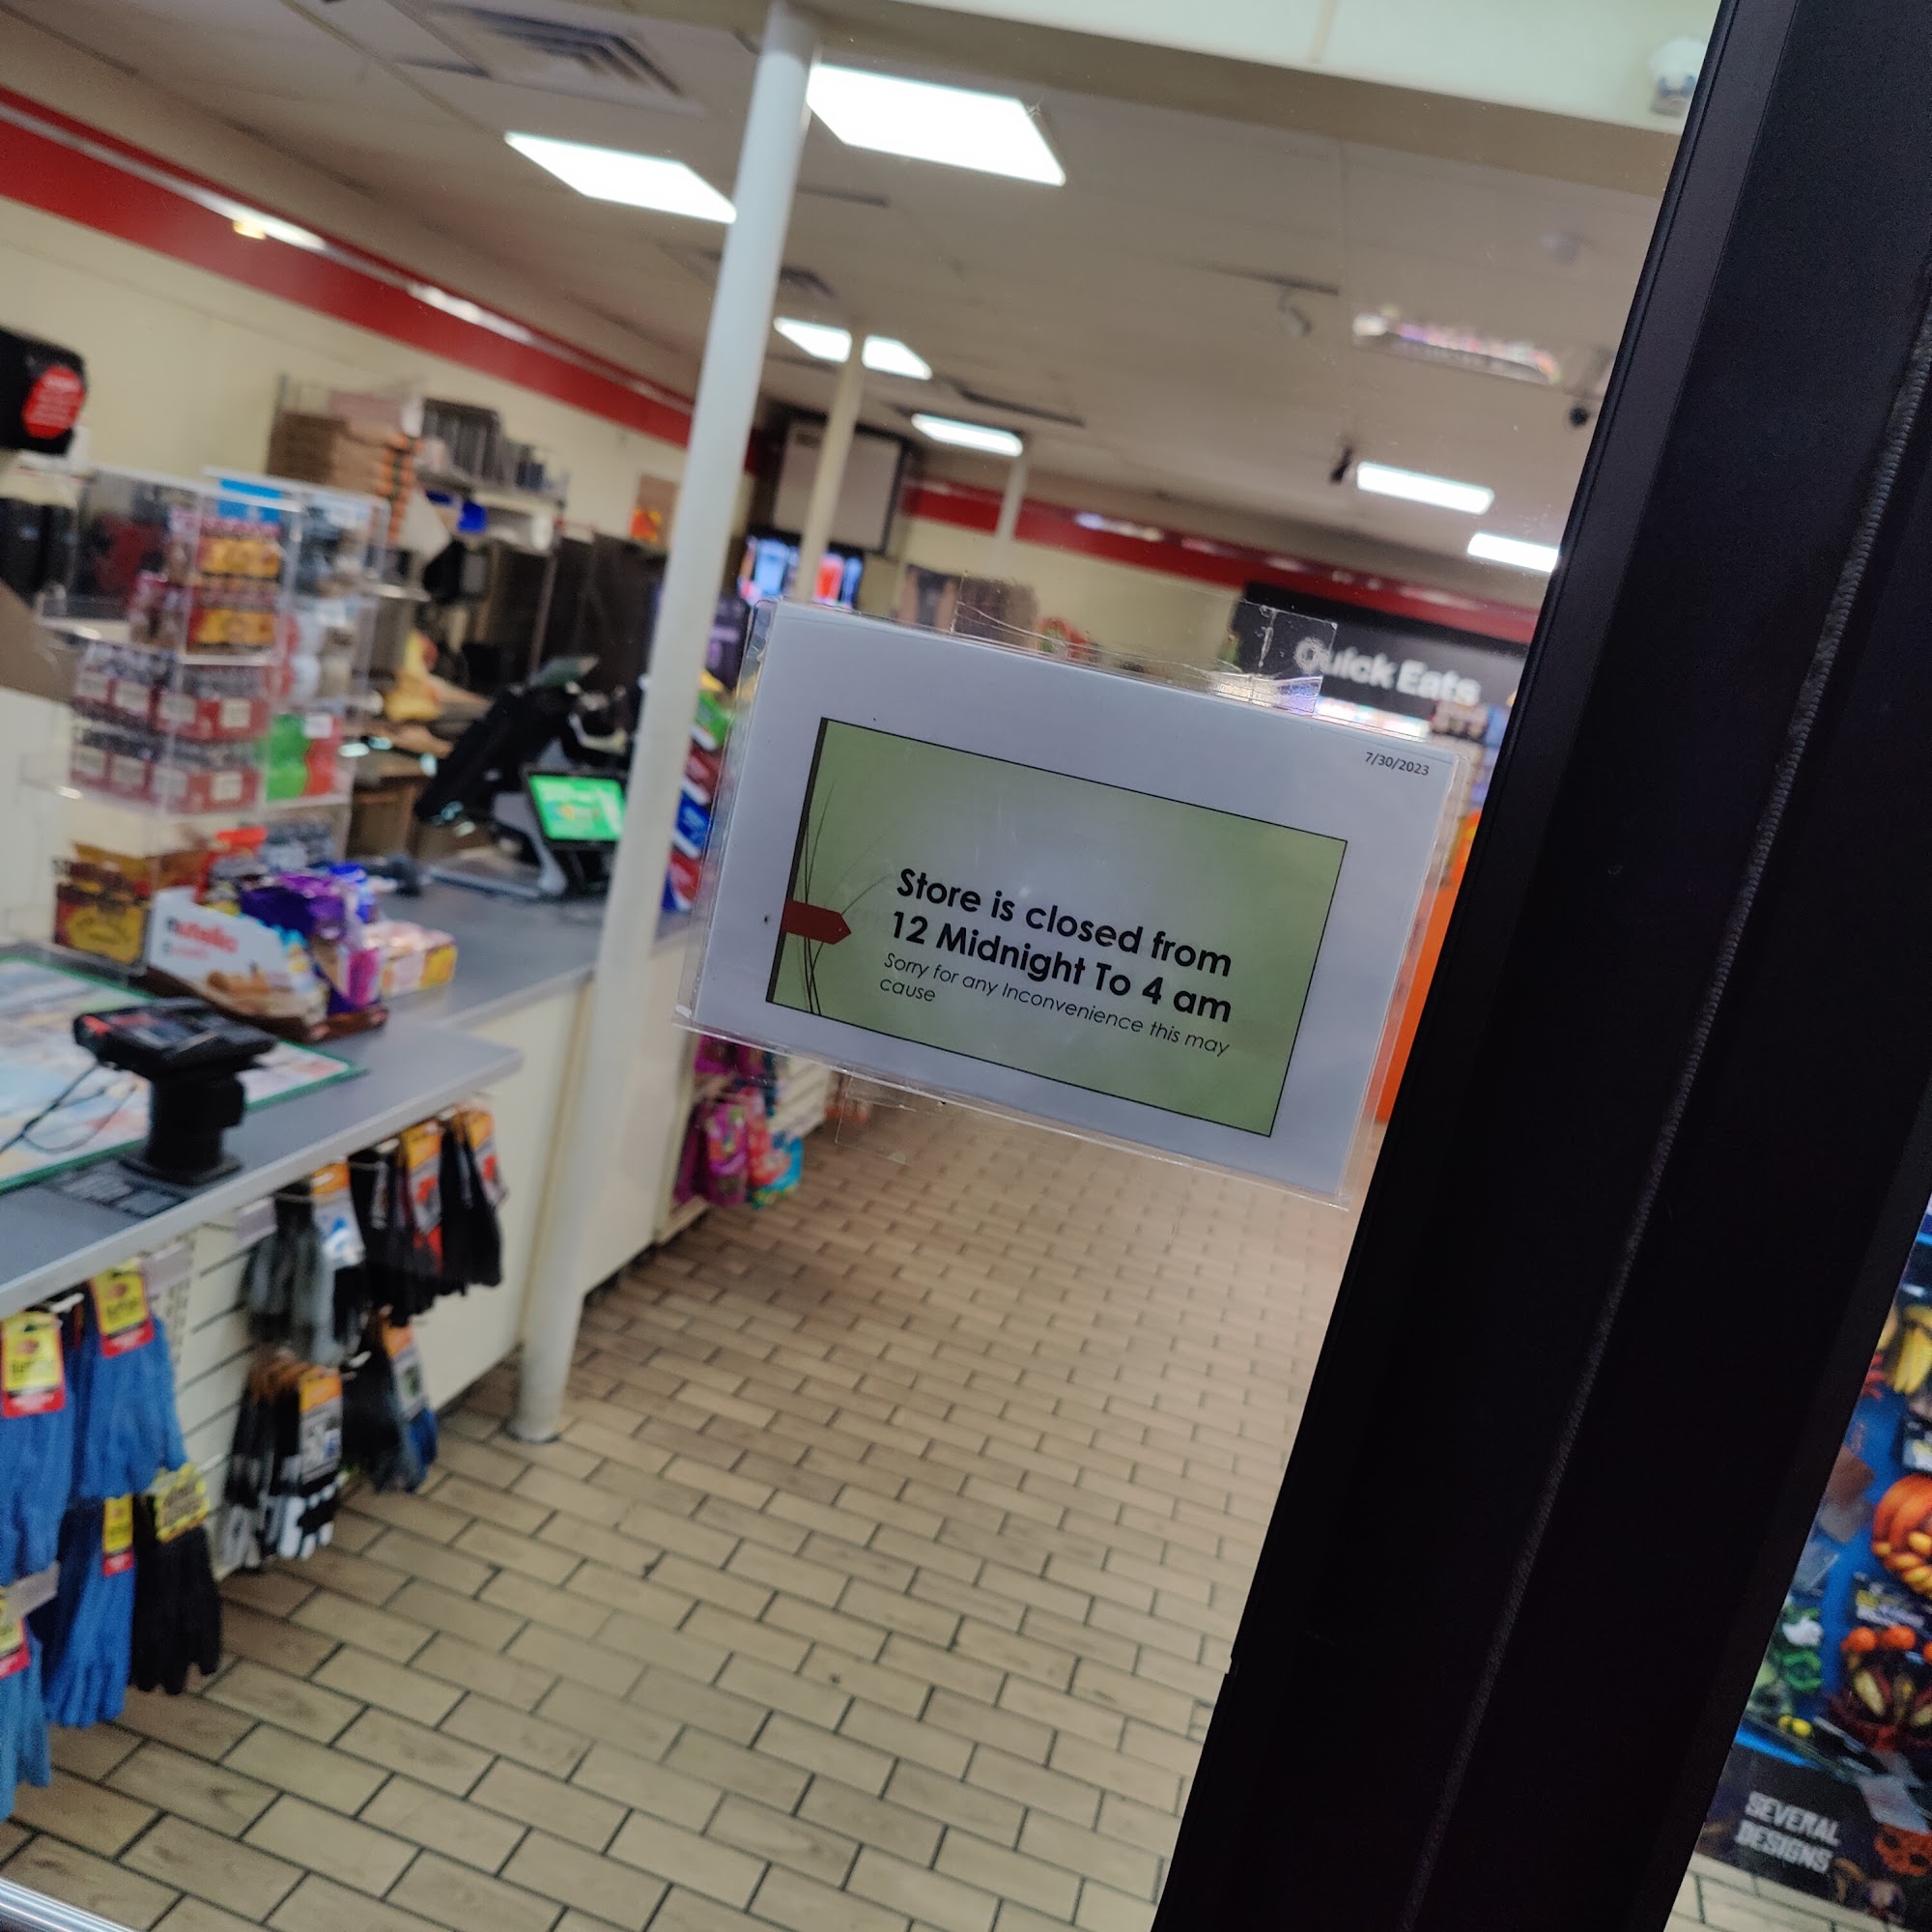 Quick Eats
7/30/2023
Store is closed from
12 Midnight To 4 am
Sorry for any Inconvenience this may
cause
nutella
SEVERAL
DESIGNS